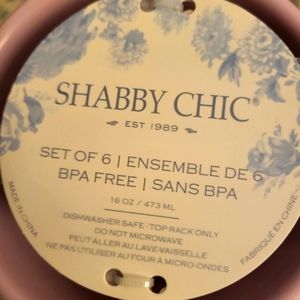 SHABBY CHIC®
EST 1989
SET OF 6 | ENSEMBLE DE 6
BPA FREE | SANS BPA
16 OZ / 473 ML
DISHWASHER SAFE · TOP RACK ONLY
DO NOT MICROWAVE
PEUT ALLER AU LAVE-VAISSELLE
NE PAS UTILISER AU FOUR À MICRO-ONDES
MADE IN CHINA
FABRIQUÉ EN CHINE